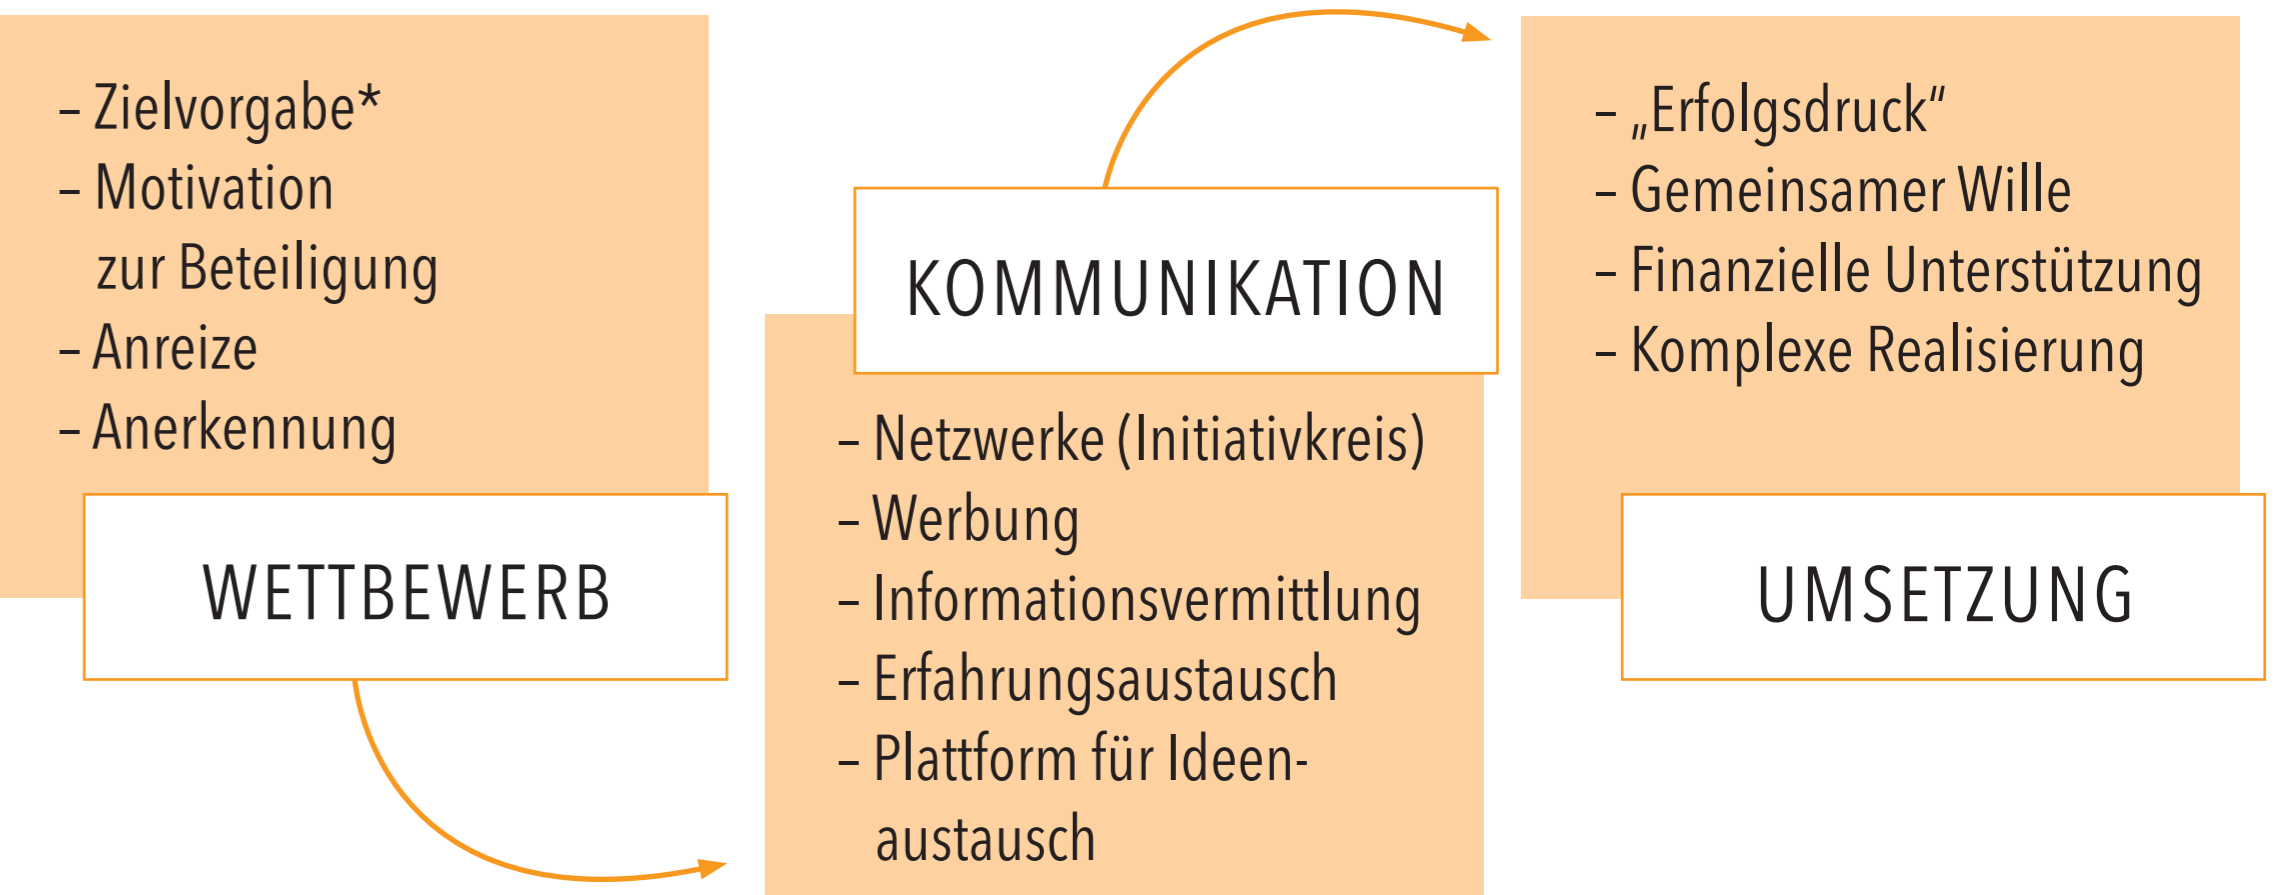 – Zielvorgabe*
– Motivation
zur Beteiligung
– Anreize
– Anerkennung
WETTBEWERB
KOMMUNIKATION
– Netzwerke (Initiativkreis)
– Werbung
– Informationsvermittlung
– Erfahrungsaustausch
– Plattform für Ideen-
austausch
– „Erfolgsdruck“
– Gemeinsamer Wille
– Finanzielle Unterstützung
– Komplexe Realisierung
UMSETZUNG